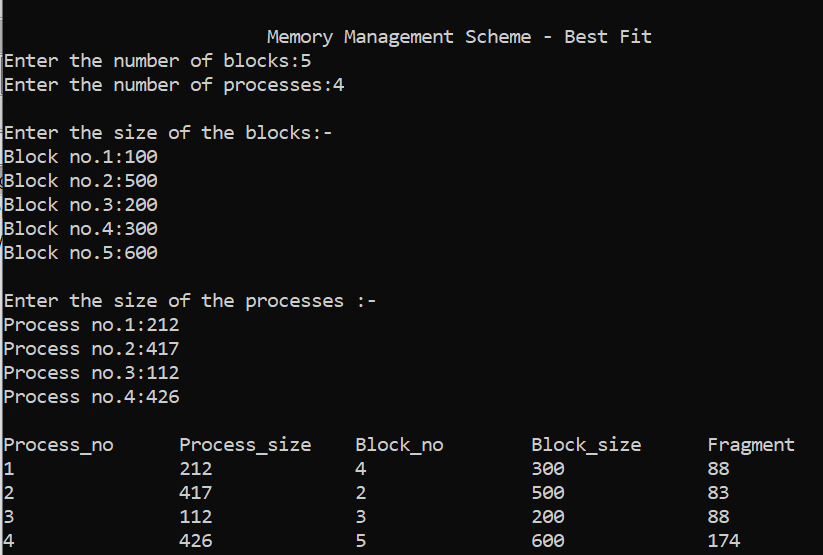 Memory Management Scheme - Best Fit
Enter the number of blocks:5
Enter the number of processes:4
Enter the size of the blocks:-
Block no.1:100
Block no.2:500
Block no.3:200
Block no.4:300
Block no.5:600
Enter the size of the processes :-
Process no.1:212
Process no.2:417
Process no.3:112
Process no.4:426
Process_no Process_size Block_no Block_size Fragment
1 212 4 300 88
2 417 2 500 83
3 112 3 200 88
4 426 5 600 174